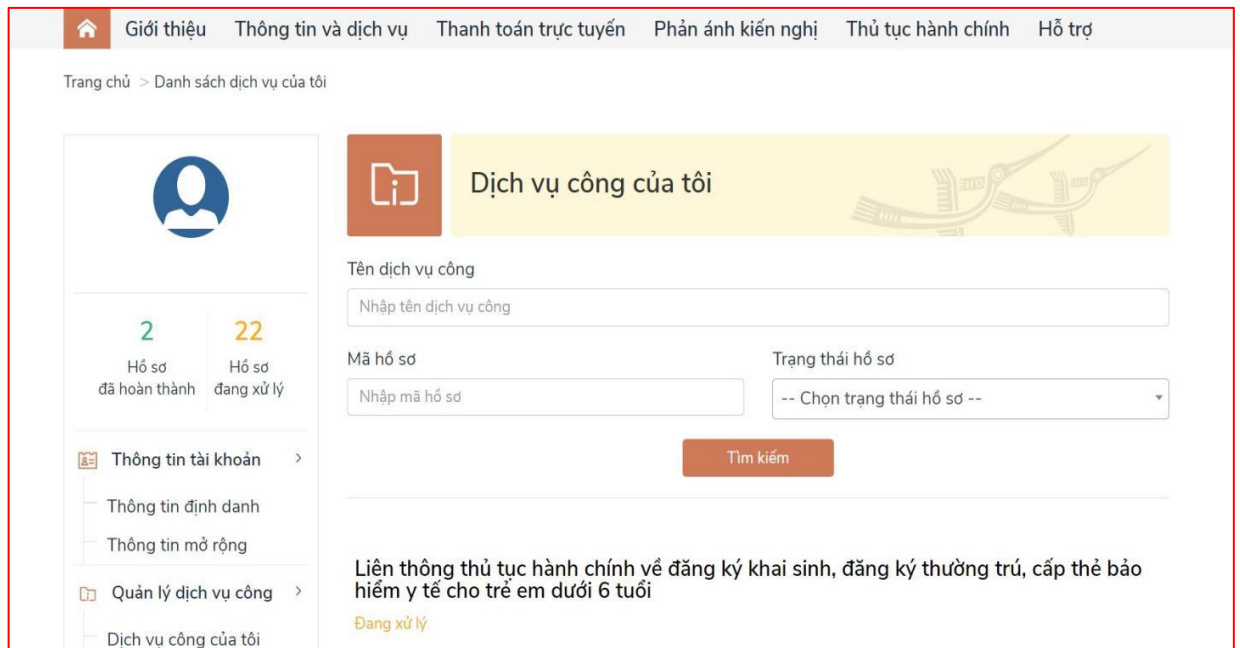 Giới thiệu Thông tin và dịch vụ Thanh toán trực tuyến Phản ánh kiến nghị Thủ tục hành chính Hỗ trợ
Trang chủ > Danh sách dịch vụ của tôi
2
Hồ sơ
đã hoàn thành
22
Hồ sơ
đang xử lý
Thông tin tài khoản >
Thông tin định danh
Thông tin mở rộng
Quản lý dịch vụ công >
Dịch vụ công của tôi
Dịch vụ công của tôi
Tên dịch vụ công
Nhập tên dịch vụ công
Mã hồ sơ
Nhập mã hồ sơ
Trạng thái hồ sơ
-- Chọn trạng thái hồ sơ --
Tìm kiếm
Liên thông thủ tục hành chính về đăng ký khai sinh, đăng ký thường trú, cấp thẻ bảo
hiểm y tế cho trẻ em dưới 6 tuổi
Đang xử lý